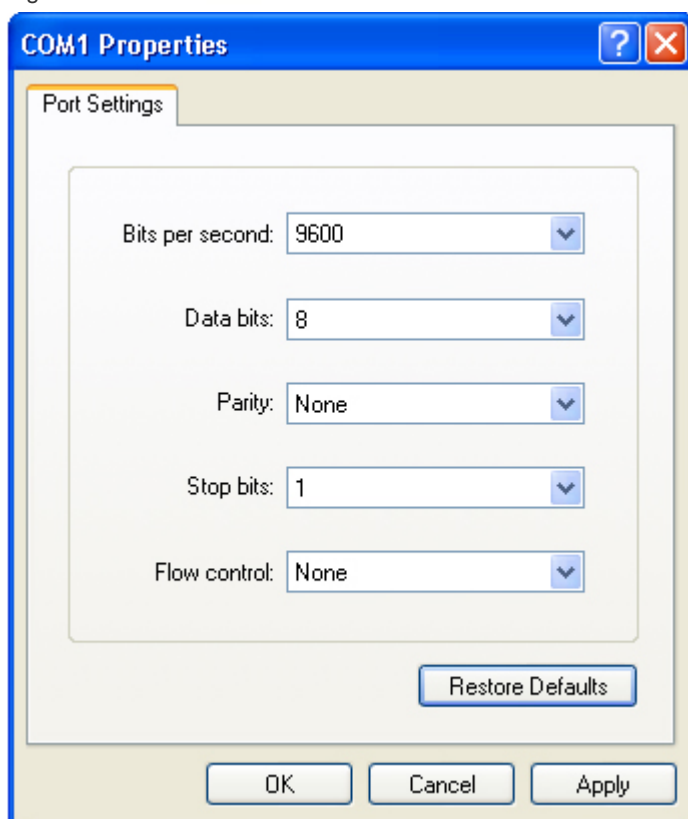 COM1 Properties
Port Settings
Bits per second: 9600
Data bits: 8
Parity: None
Stop bits: 1
Flow control: None
Restore Defaults
OK Cancel Apply